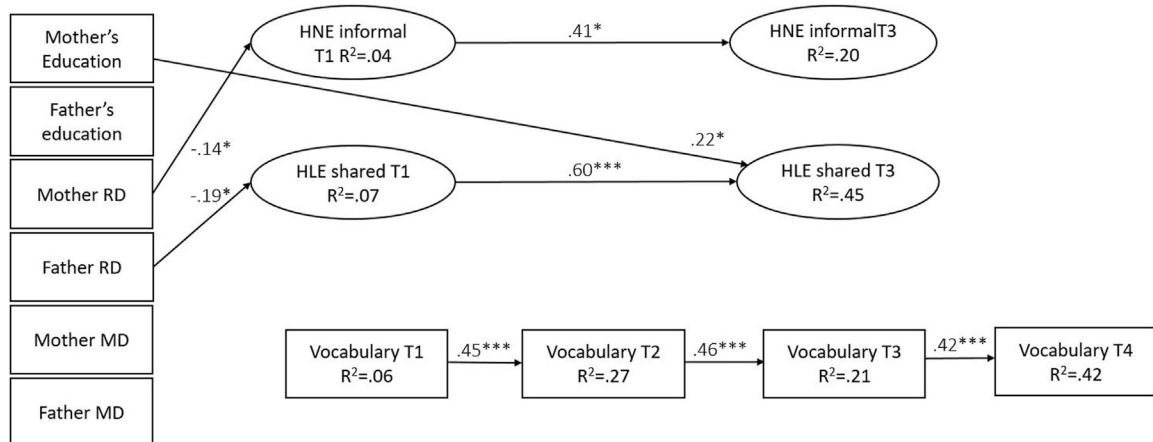 Mother's
Education
Father's
education
Mother RD
Father RD
Mother MD
Father MD
HNE informal
T1 R²=.04
.41*
HNE informalT3
R²=.20
-.14*
-.19*
.22*
HLE shared T1
R²=.07
.60***
HLE shared T3
R²=.45
Vocabulary T1
R²=.06
.45***
Vocabulary T2
R²=.27
.46***
Vocabulary T3
R²=.21
.42***
Vocabulary T4
R²=.42